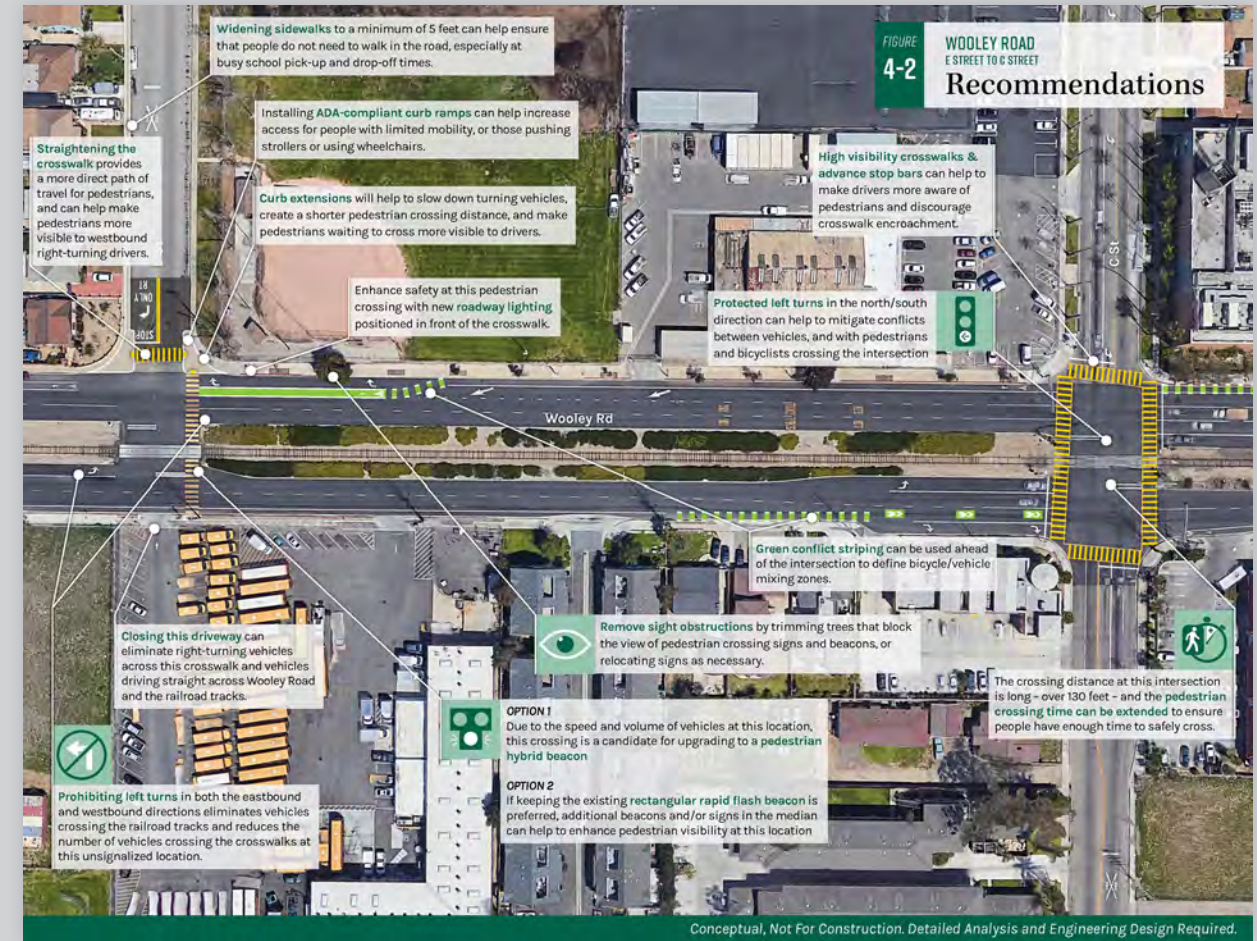 Widening sidewalks to a minimum of 5 feet can help ensure
that people do not need to walk in the road, especially at
busy school pick-up and drop-off times.
FIGURE
4-2
WOOLEY ROAD
E STREET TO C STREET
Recommendations
Installing ADA-compliant curb ramps can help increase
access for people with limited mobility, or those pushing
strollers or using wheelchairs.
Straightening the
crosswalk provides
a more direct path of
travel for pedestrians,
and can help make
pedestrians more
visible to westbound
right-turning drivers.
High visibility crosswalks &
advance stop bars can help to
make drivers more aware of
pedestrians and discourage
crosswalk encroachment.
Curb extensions will help to slow down turning vehicles,
create a shorter pedestrian crossing distance, and make
pedestrians waiting to cross more visible to drivers.
C St
Enhance safety at this pedestrian
crossing with new roadway lighting
positioned in front of the crosswalk.
RT
ONLY
STOP
Protected left turns in the north/south
direction can help to mitigate conflicts
between vehicles, and with pedestrians
and bicyclists crossing the intersection
Wooley Rd
Green conflict striping can be used ahead
of the intersection to define bicycle/vehicle
mixing zones.
Closing this driveway can
eliminate right-turning vehicles
across this crosswalk and vehicles
driving straight across Wooley Road
and the railroad tracks.
Remove sight obstructions by trimming trees that block
the view of pedestrian crossing signs and beacons, or
relocating signs as necessary.
The crossing distance at this intersection
is long – over 130 feet – and the pedestrian
crossing time can be extended to ensure
people have enough time to safely cross.
OPTION 1
Due to the speed and volume of vehicles at this location,
this crossing is a candidate for upgrading to a pedestrian
hybrid beacon
OPTION 2
If keeping the existing rectangular rapid flash beacon is
preferred, additional beacons and/or signs in the median
can help to enhance pedestrian visibility at this location
Prohibiting left turns in both the eastbound
and westbound directions eliminates vehicles
crossing the railroad tracks and reduces the
number of vehicles crossing the crosswalks at
this unsignalized location.
Conceptual, Not For Construction. Detailed Analysis and Engineering Design Required.